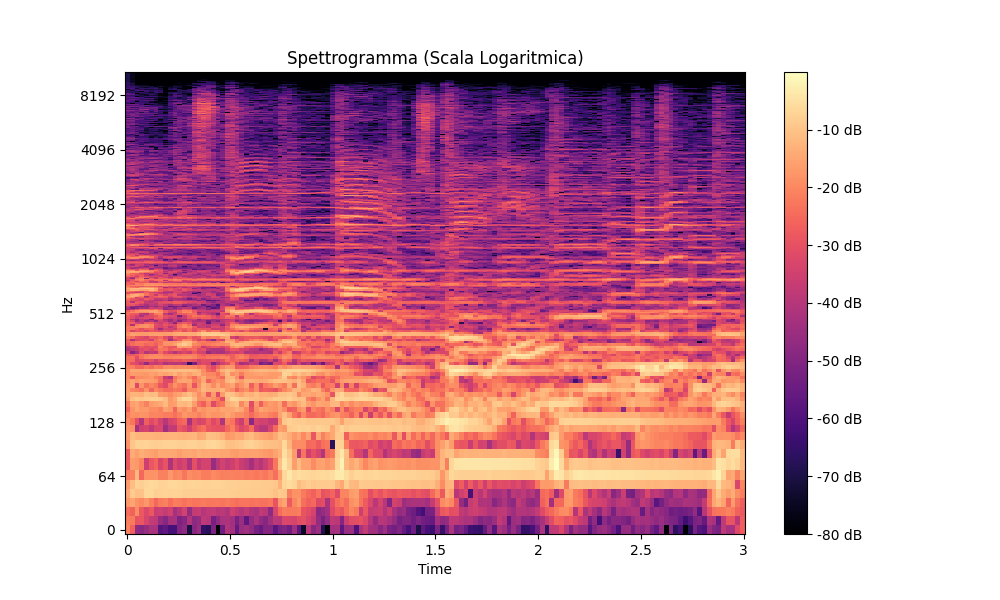 Spettrogramma (Scala Logaritmica)
Hz
8192
4096
2048
1024
512
256
128
64
0
0 0.5 1 1.5 2 2.5 3
Time
-10 dB
-20 dB
-30 dB
-40 dB
-50 dB
-60 dB
-70 dB
-80 dB